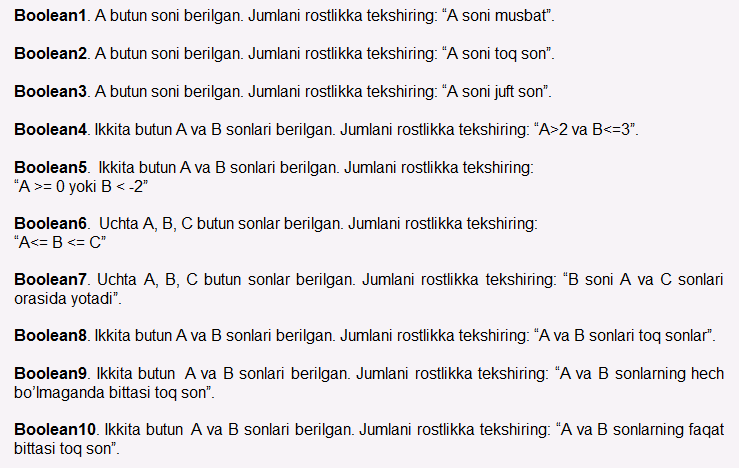 Boolean1. A butun soni berilgan. Jumlani rostlikka tekshiring: “A soni musbat”.
Boolean2. A butun soni berilgan. Jumlani rostlikka tekshiring: “A soni toq son”.
Boolean3. A butun soni berilgan. Jumlani rostlikka tekshiring: “A soni juft son”.
Boolean4. Ikkita butun A va B sonlari berilgan. Jumlani rostlikka tekshiring: “A>2 va B<=3”.
Boolean5. Ikkita butun A va B sonlari berilgan. Jumlani rostlikka tekshiring:
“A >= 0 yoki B < -2”
Boolean6. Uchta A, B, C butun sonlar berilgan. Jumlani rostlikka tekshiring:
“A<= B <= C”
Boolean7. Uchta A, B, C butun sonlar berilgan. Jumlani rostlikka tekshiring: “B soni A va C sonlari
orasida yotadi”.
Boolean8. Ikkita butun A va B sonlari berilgan. Jumlani rostlikka tekshiring: “A va B sonlari toq sonlar”.
Boolean9. Ikkita butun A va B sonlari berilgan. Jumlani rostlikka tekshiring: “A va B sonlarning hech
bo’lmaganda bittasi toq son”.
Boolean10. Ikkita butun A va B sonlari berilgan. Jumlani rostlikka tekshiring: “A va B sonlarning faqat
bittasi toq son”.